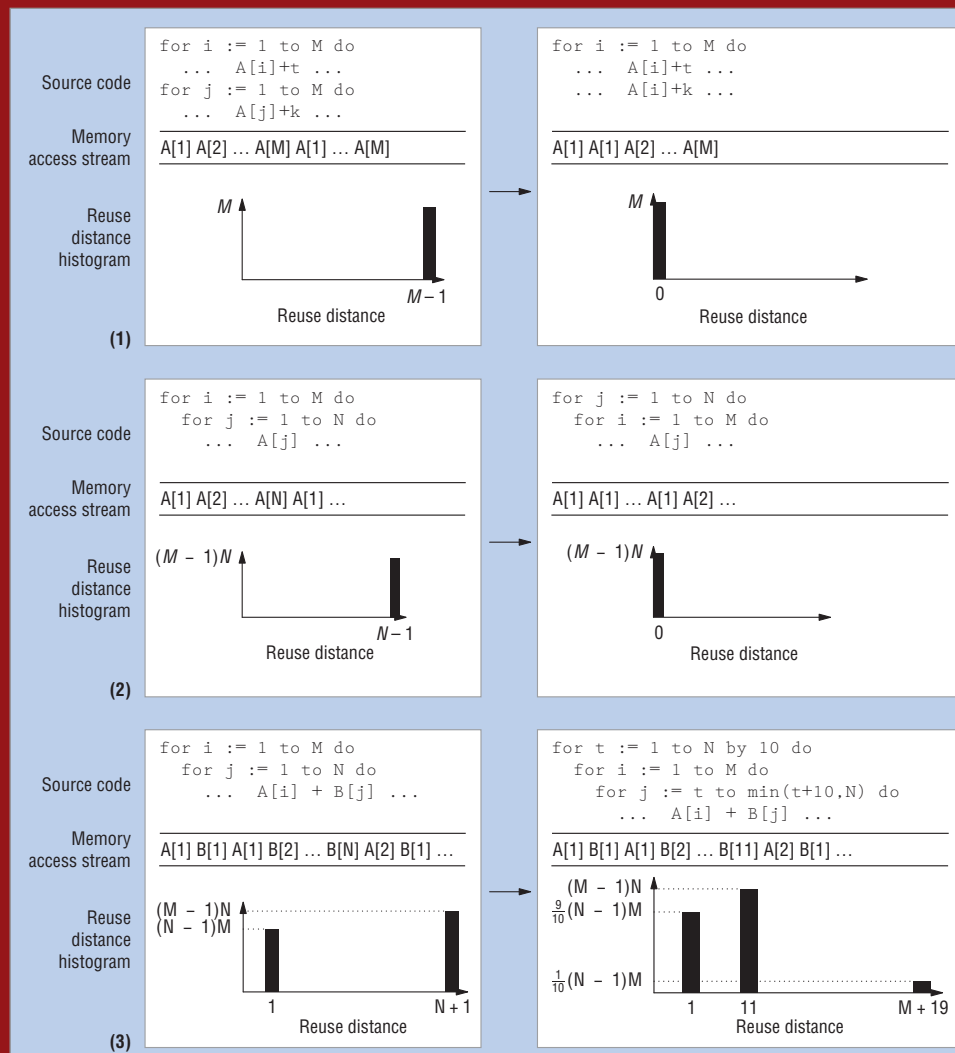 Source code
for i := 1 to M do
... A[i]+t ...
for j := 1 to M do
... A[j]+k ...
for i := 1 to M do
... A[i]+t ...
... A[i]+k ...
Memory
access stream
A[1] A[2] … A[M] A[1] … A[M]
A[1] A[1] A[2] … A[M]
Reuse
distance
histogram
M
M – 1
Reuse distance
M
0
Reuse distance
(1)
Source code
for i := 1 to M do
for j := 1 to N do
... A[j] ...
for j := 1 to N do
for i := 1 to M do
... A[j] ...
Memory
access stream
A[1] A[2] … A[N] A[1] …
A[1] A[1] … A[1] A[2] …
Reuse
distance
histogram
(M – 1)N
N – 1
Reuse distance
(M – 1)N
0
Reuse distance
(2)
Source code
for i := 1 to M do
for j := 1 to N do
... A[i] + B[j] ...
for t := 1 to N by 10 do
for i := 1 to M do
for j := t to min(t+10,N) do
... A[i] + B[j] ...
Memory
access stream
A[1] B[1] A[1] B[2] … B[N] A[2] B[1] …
A[1] B[1] A[1] B[2] … B[11] A[2] B[1] …
Reuse
distance
histogram
(M – 1)N
(N – 1)M
1
N + 1
Reuse distance
(M – 1)N
9/10(N – 1)M
1/10(N – 1)M
1
11
M + 19
Reuse distance
(3)